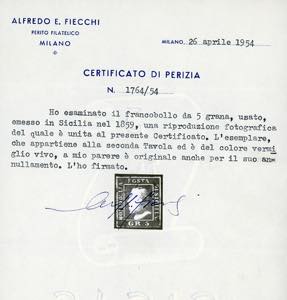 ALFREDO E. FIECCHI
PERITO FILATELICO
MILANO
MILANO, 26 aprile 1954
CERTIFICATO DI PERIZIA
N. 1764/54
Ho esaminato il francobollo da 5 grana, usato,
emesso in Sicilia nel 1859, una riproduzione fotografica
del quale è unita al presente Certificato. L'esemplare,
che appartiene alla seconda Tavola ed è del colore vermi
glio vivo, a mio parere è originale anche per il suo an=
nullamento. L'ho firmato.
POSTA
GR 5